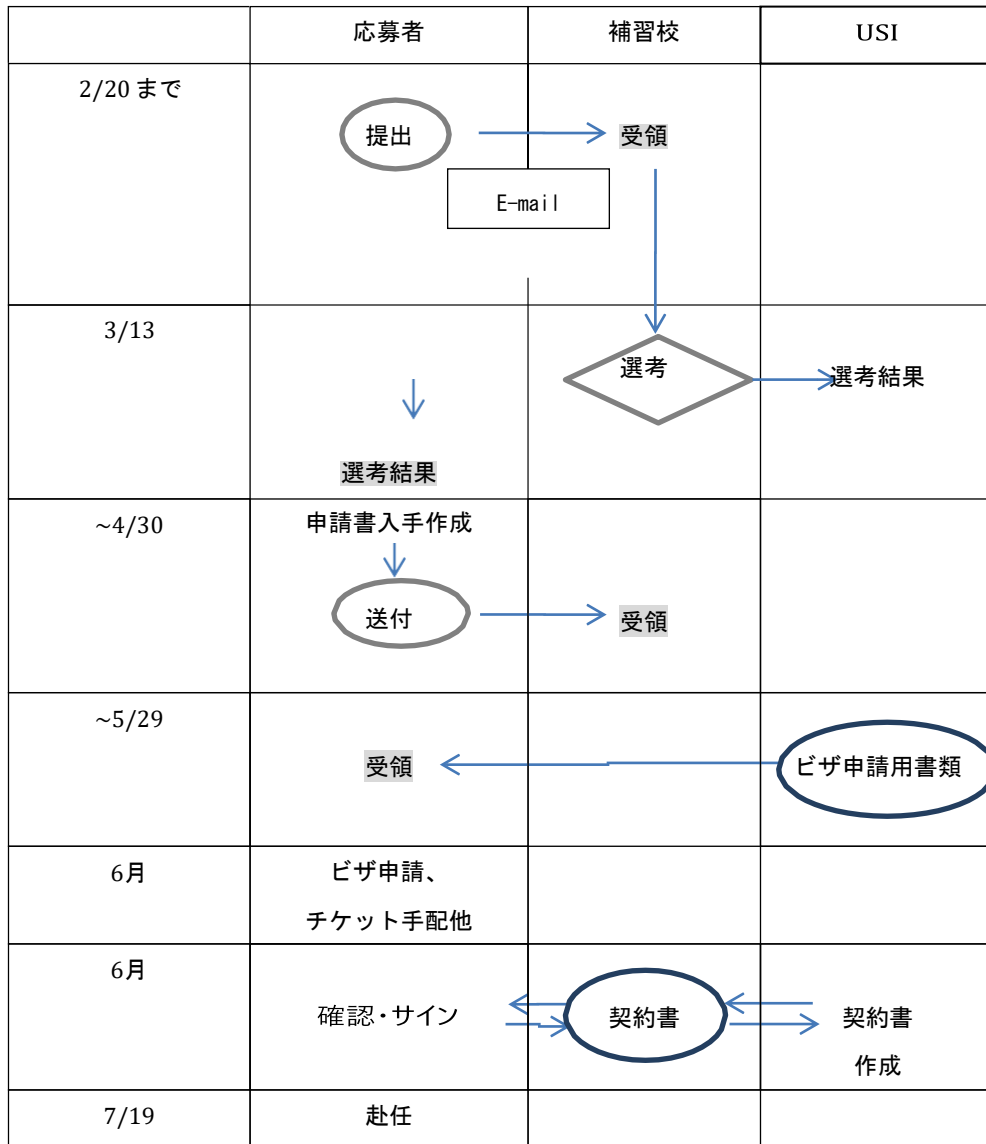 応募者 補習校 USI
2/20 まで
提出 受領
E-mail
3/13
選考 選考結果
選考結果
~4/30 申請書入手作成
送付 受領
~5/29
受領 ビザ申請用書類
6月 ビザ申請、
チケット手配他
6月
確認・サイン 契約書 契約書
作成
7/19 赴任